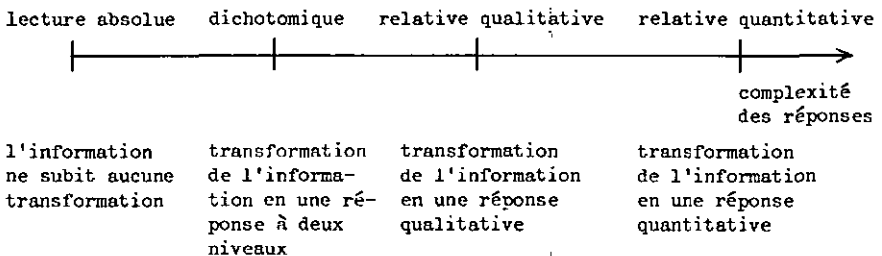 lecture absolue dichotomique relative qualitative relative quantitative
complexité
des réponses
l'information
ne subit aucune
transformation
transformation
de l'informa-
tion en une ré-
ponse à deux
niveaux
transformation
de l'information
en une réponse
qualitative
transformation
de l'information
en une réponse
quantitative